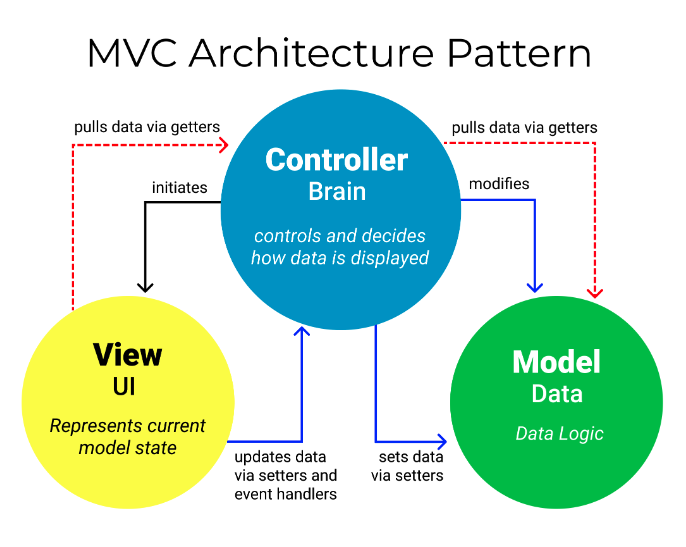 MVC Architecture Pattern
pulls data via getters
pulls data via getters
Controller
Brain
controls and decides
how data is displayed
initiates
modifies
View
UI
Represents current
model state
Model
Data
Data Logic
updates data
via setters and
event handlers
sets data
via setters